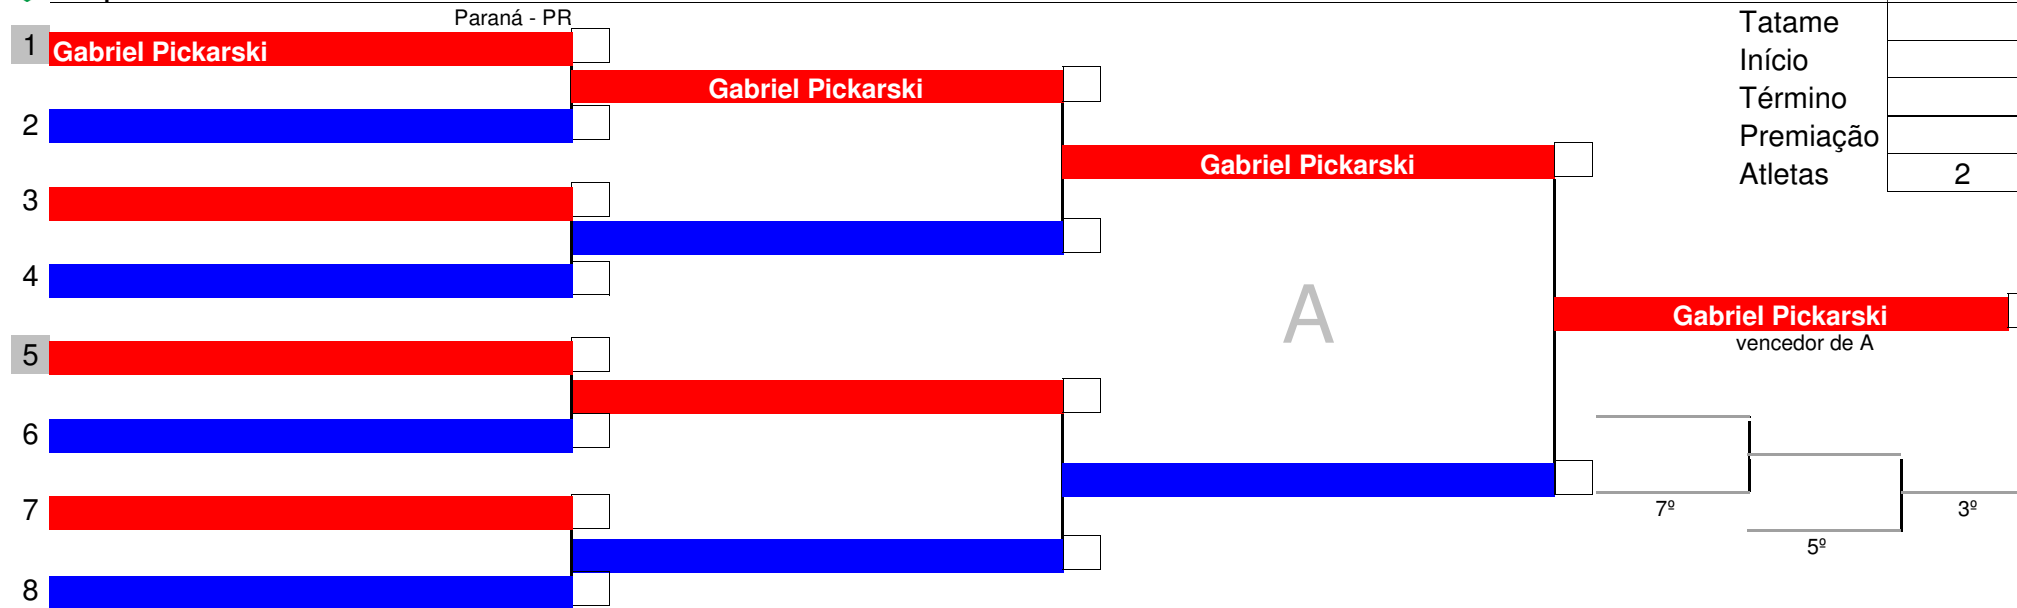 Paraná - PR
Tatame
1 Gabriel Pickarski
Início
Gabriel Pickarski
Término
2
Premiação
Gabriel Pickarski
Atletas 2
3
4
A
Gabriel Pickarski
vencedor de A
5
6
7
7º
3º
5º
8